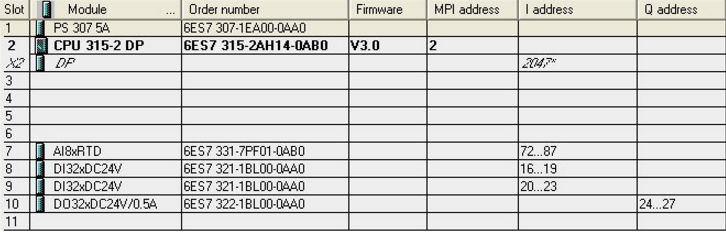 Slot Module ... Order number Firmware MPI address I address Q address
1 PS 307 5A 6ES7 307-1EA00-0AA0
2 CPU 315-2 DP 6ES7 315-2AH14-0AB0 V3.0 2
X2 DP 2047*
3
4
5
6
7 AI8xRTD 6ES7 331-7PF01-0AB0 72...87
8 DI32xDC24V 6ES7 321-1BL00-0AA0 16...19
9 DI32xDC24V 6ES7 321-1BL00-0AA0 20...23
10 DO32xDC24V/0.5A 6ES7 322-1BL00-0AA0 24...27
11